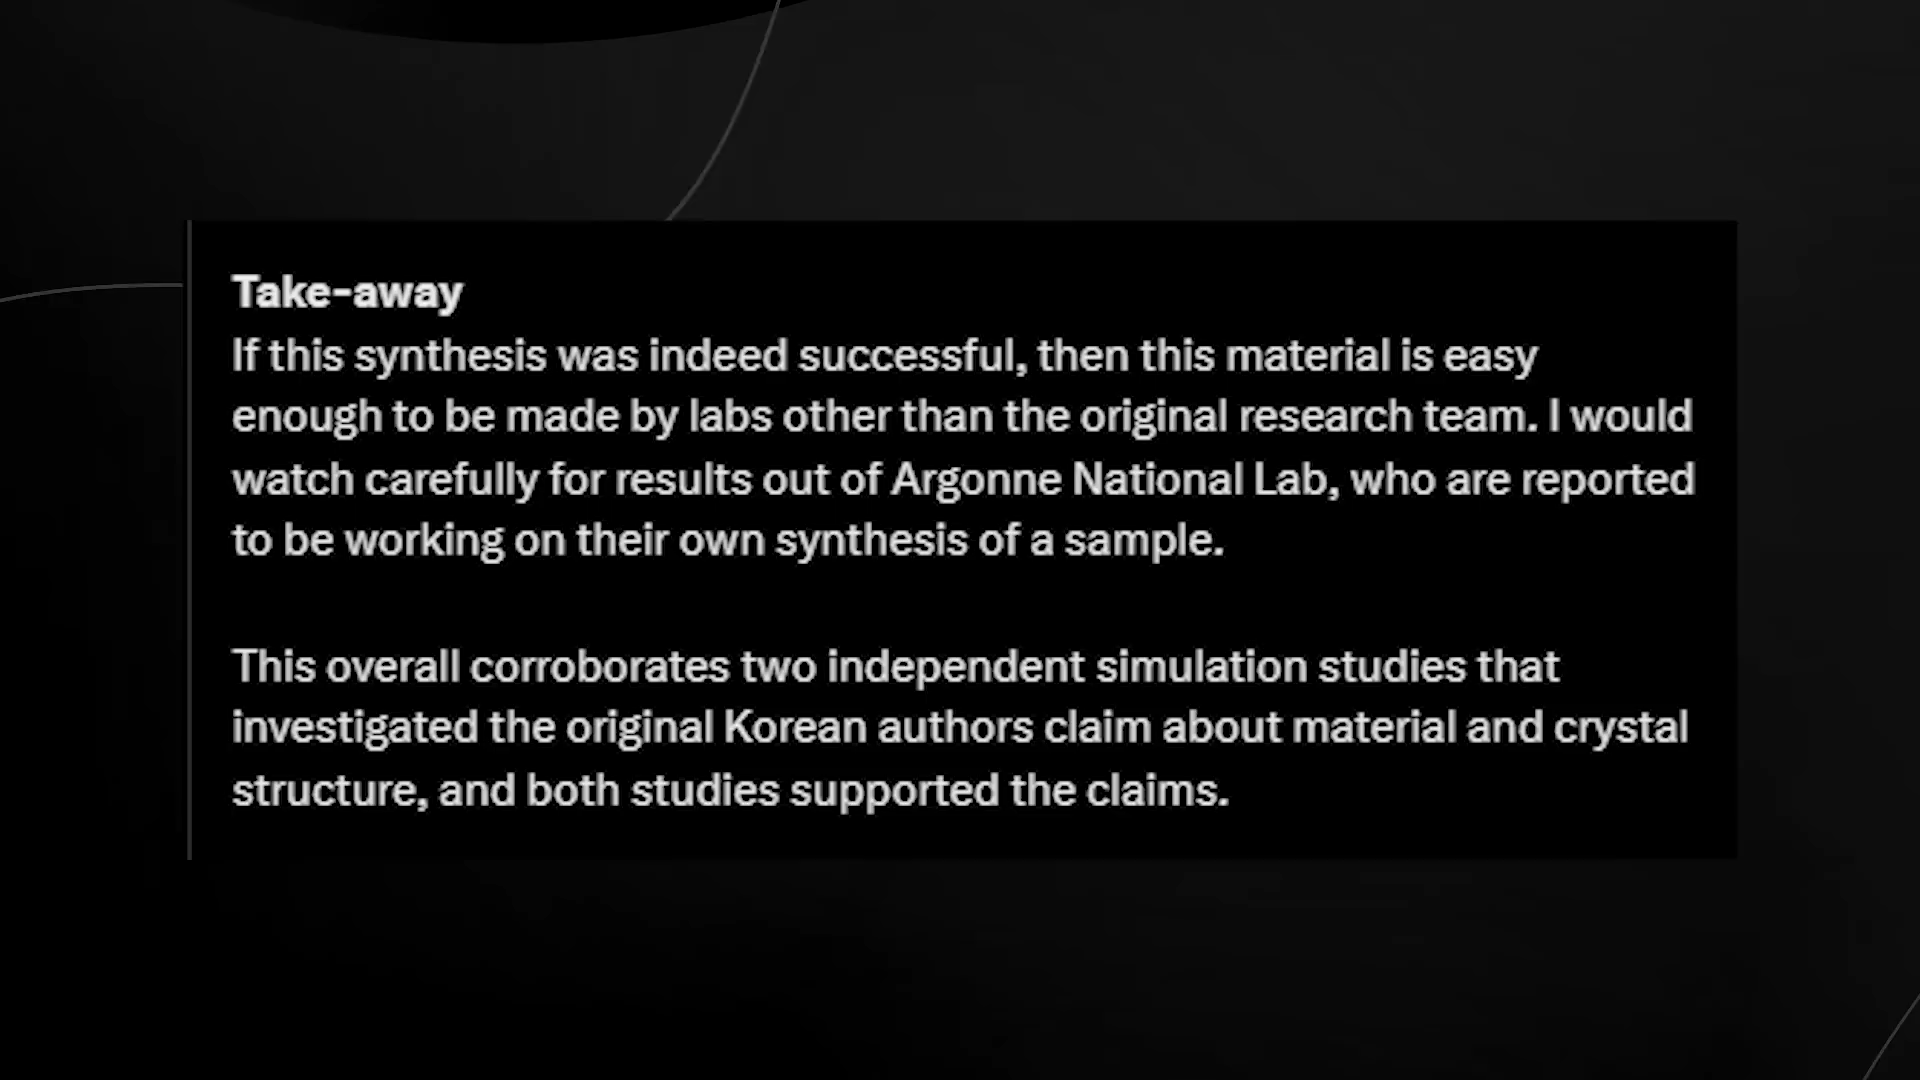 Take-away
If this synthesis was indeed successful, then this material is easy
enough to be made by labs other than the original research team. I would
watch carefully for results out of Argonne National Lab, who are reported
to be working on their own synthesis of a sample.
This overall corroborates two independent simulation studies that
investigated the original Korean authors claim about material and crystal
structure, and both studies supported the claims.